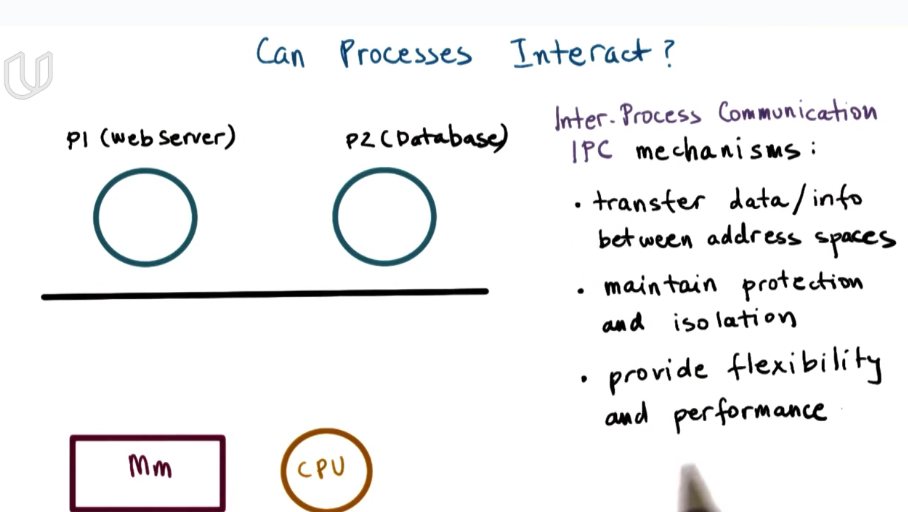 Can Processes Interact?
P1 (Web Server)
P2 (Database)
Inter-Process Communication
IPC mechanisms:
• transfer data/info
between address spaces
• maintain protection
and isolation
• provide flexibility
and performance
Mm
CPU